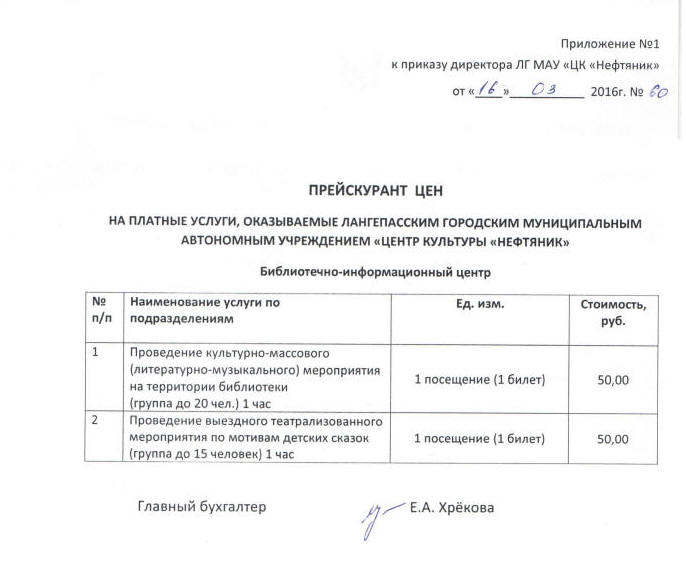 Приложение №1
к приказу директора ЛГ МАУ «ЦК «Нефтяник»
от «16» 03 2016г. № 60
ПРЕЙСКУРАНТ ЦЕН
НА ПЛАТНЫЕ УСЛУГИ, ОКАЗЫВАЕМЫЕ ЛАНГЕПАССКИМ ГОРОДСКИМ МУНИЦИПАЛЬНЫМ
АВТОНОМНЫМ УЧРЕЖДЕНИЕМ «ЦЕНТР КУЛЬТУРЫ «НЕФТЯНИК»
Библиотечно-информационный центр
№ Наименование услуги по Ед. изм. Стоимость,
п/п подразделениям руб.
1 Проведение культурно-массового
(литературно-музыкального) мероприятия
на территории библиотеки 1 посещение (1 билет) 50,00
(группа до 20 чел.) 1 час
2 Проведение выездного театрализованного
мероприятия по мотивам детских сказок 1 посещение (1 билет) 50,00
(группа до 15 человек) 1 час
Главный бухгалтер Е.А. Хрёкова